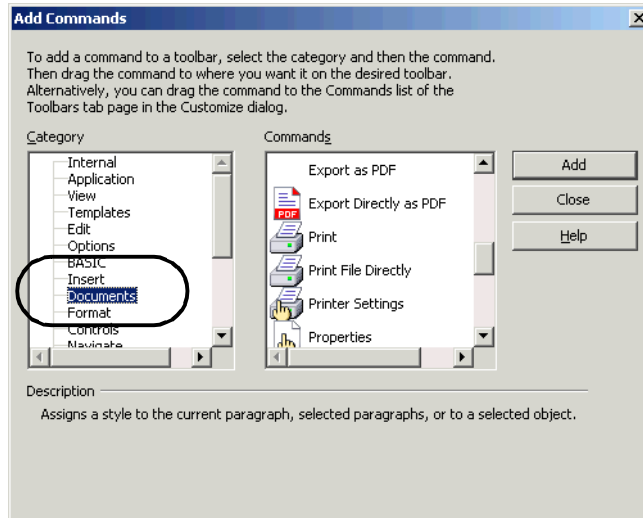 Add Commands
To add a command to a toolbar, select the category and then the command.
Then drag the command to where you want it on the desired toolbar.
Alternatively, you can drag the command to the Commands list of the
Toolbars tab page in the Customize dialog.
Category
Internal
Application
View
Templates
Edit
Options
BASIC
Insert
Documents
Format
Controls
Navigate
Commands
Export as PDF
PDF
Export Directly as PDF
Print
Print File Directly
Printer Settings
Properties
Add
Close
Help
Description
Assigns a style to the current paragraph, selected paragraphs, or to a selected object.